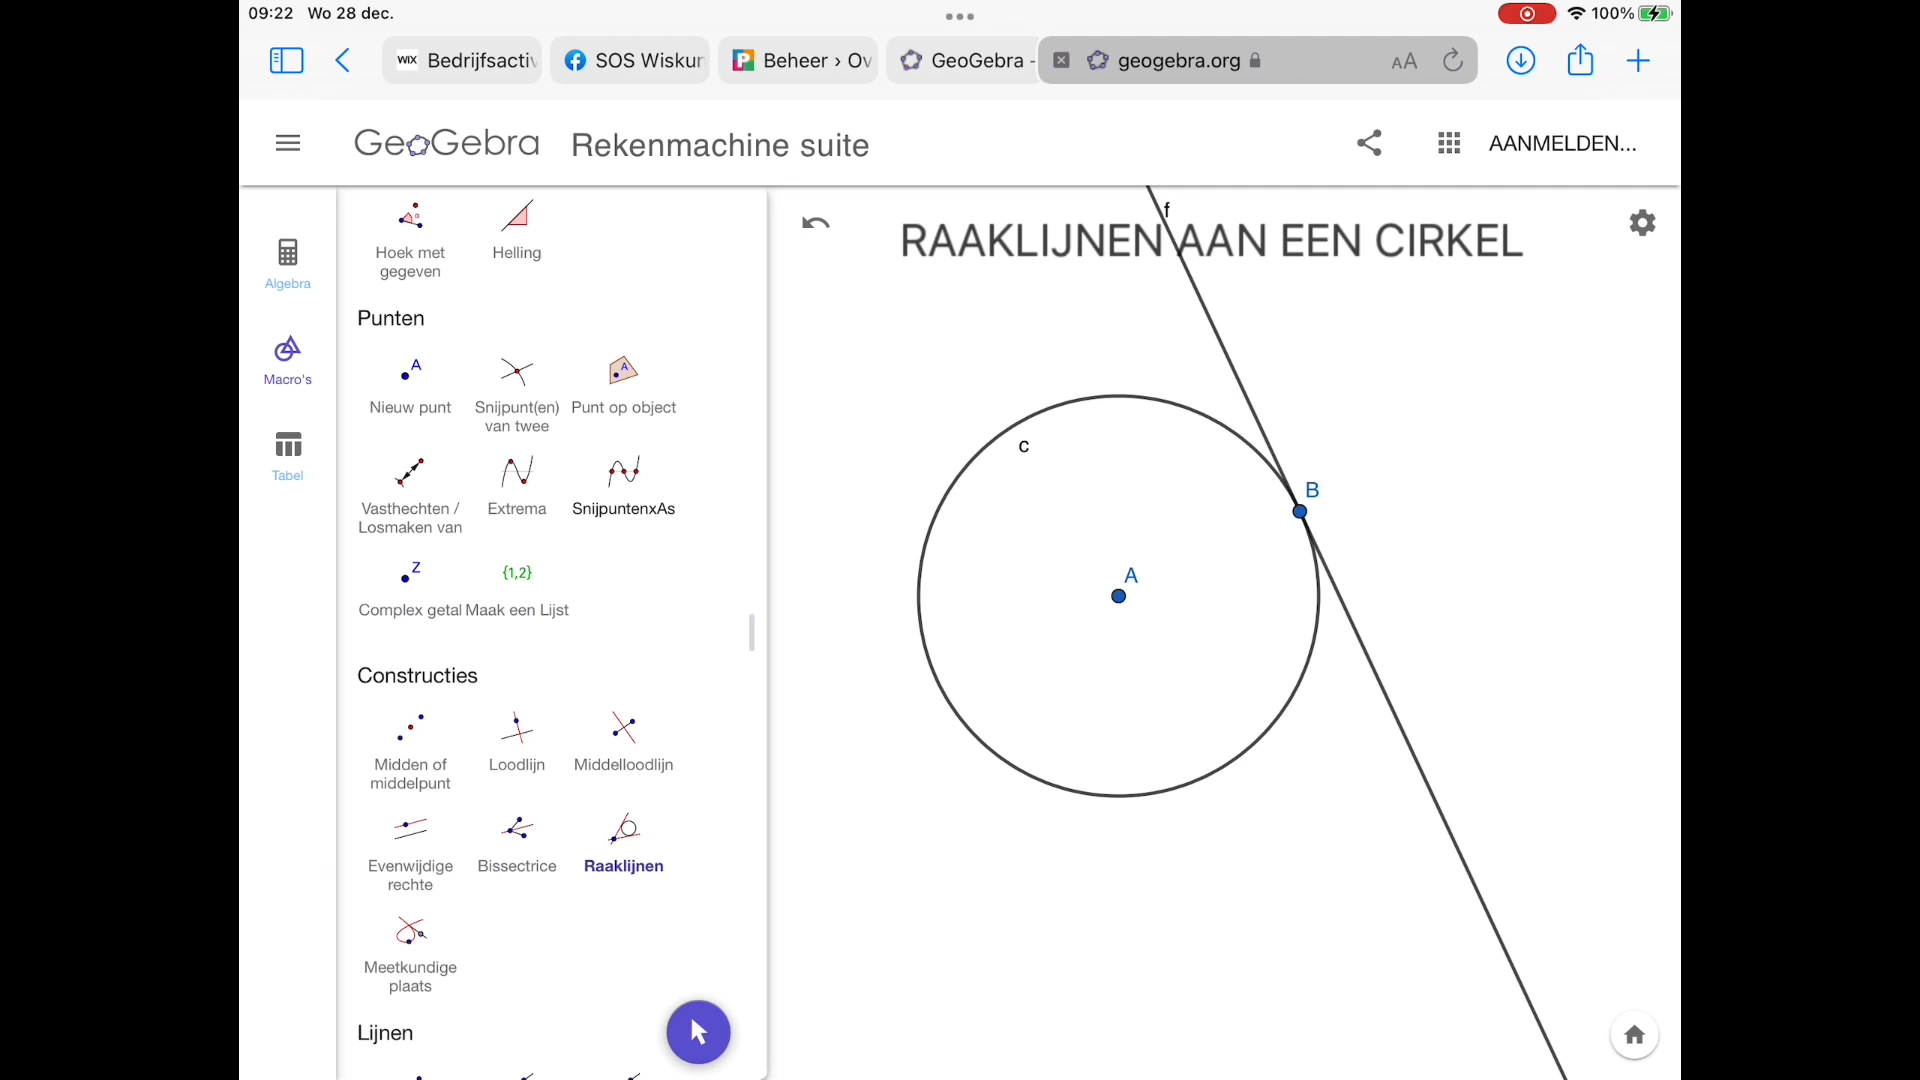 09:22 Wo 28 dec.
100%
WIX Bedrijfsactiv
SOS Wiskur
Beheer › Ov
GeoGebra -
geogebra.org
AA
GeoGebra Rekenmachine suite
AANMELDEN...
Algebra
Macro's
Tabel
Hoek met
gegeven
Helling
Punten
A
Nieuw punt
Snijpunt(en)
van twee
A
Punt op object
Vasthechten /
Losmaken van
Extrema
SnijpuntenxAs
Z
Complex getal
{1,2}
Maak een Lijst
Constructies
Midden of
middelpunt
Loodlijn
Middelloodlijn
Evenwijdige
rechte
Bissectrice
Raaklijnen
Meetkundige
plaats
Lijnen
f
RAAKLIJNEN AAN EEN CIRKEL
c
B
A